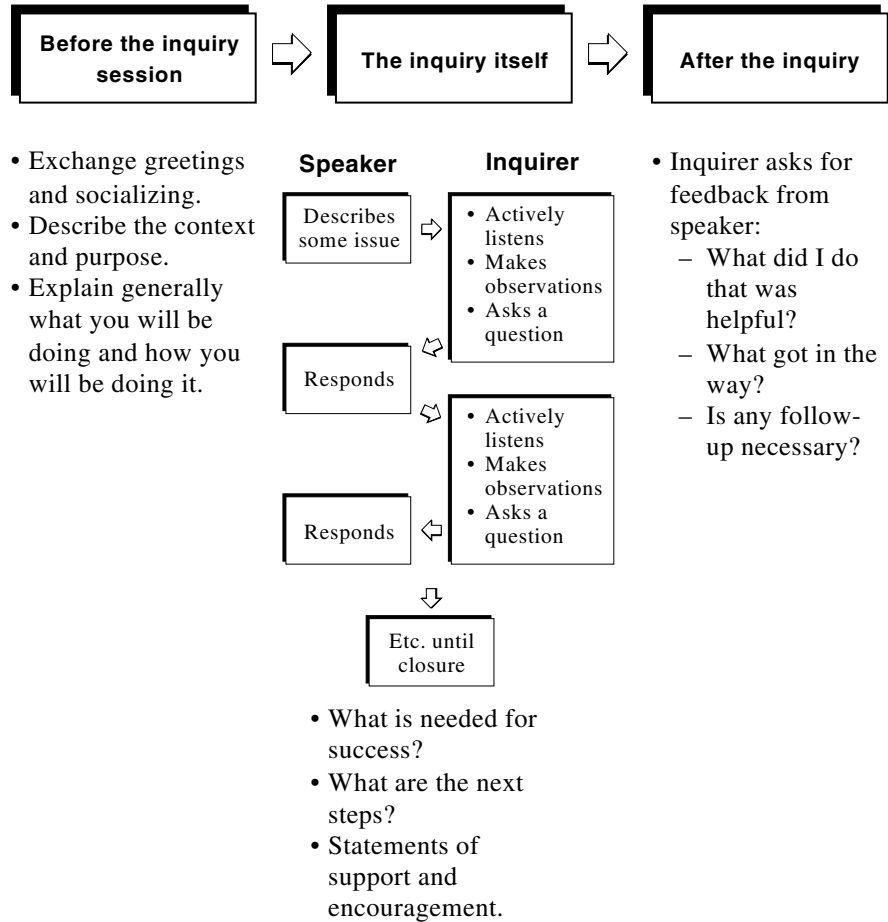 Before the inquiry
session
The inquiry itself
After the inquiry
• Exchange greetings
and socializing.
• Describe the context
and purpose.
• Explain generally
what you will be
doing and how you
will be doing it.
Speaker
Inquirer
Describes
some issue
• Actively
listens
• Makes
observations
• Asks a
question
Responds
• Actively
listens
• Makes
observations
• Asks a
question
Responds
Etc. until
closure
• What is needed for
success?
• What are the next
steps?
• Statements of
support and
encouragement.
• Inquirer asks for
feedback from
speaker:
– What did I do
that was
helpful?
– What got in the
way?
– Is any follow-
up necessary?